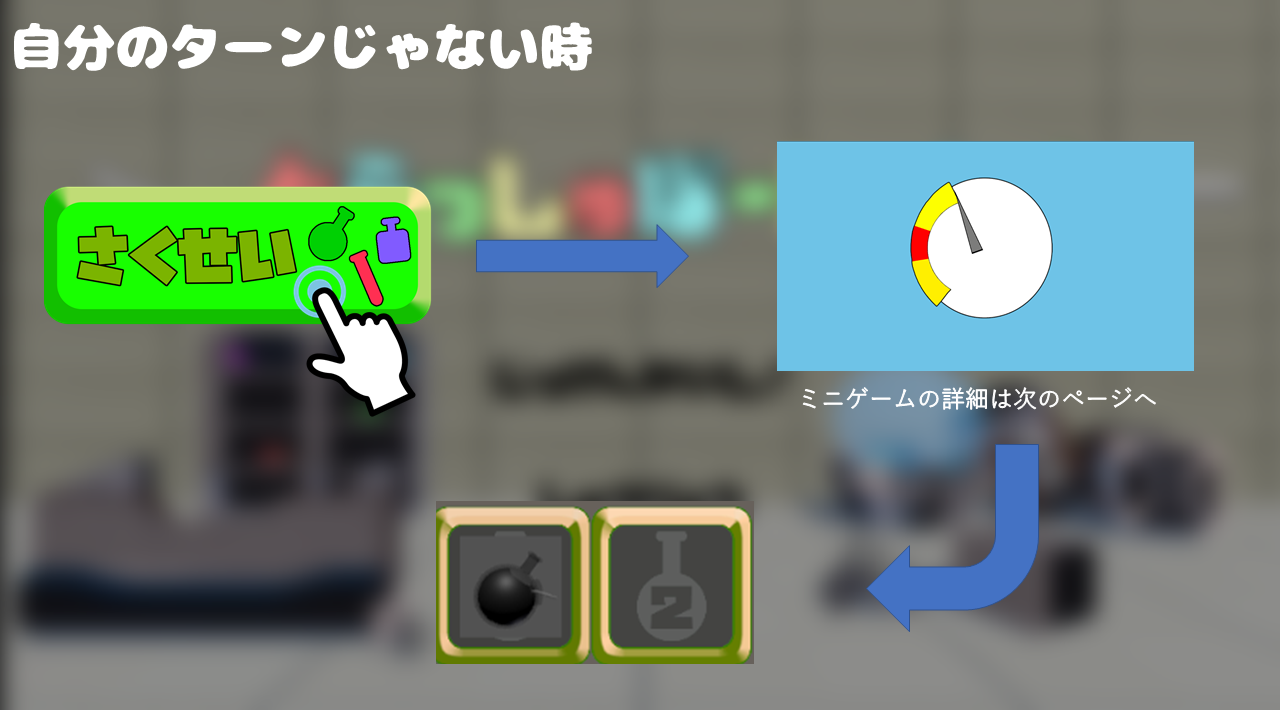 自分のターンじゃない時
さくせい
ミニゲームの詳細は次のページへ
2